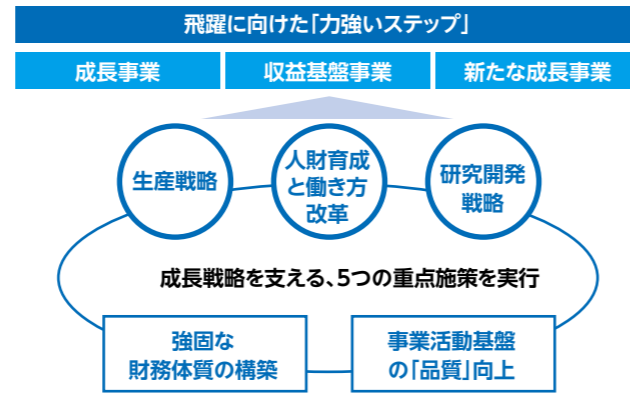 飛躍に向けた「力強いステップ」
成長事業
収益基盤事業
新たな成長事業
生産戦略
人財育成
と働き方
改革
研究開発
戦略
成長戦略を支える、5つの重点施策を実行
強固な
財務体質の構築
事業活動基盤
の「品質」向上